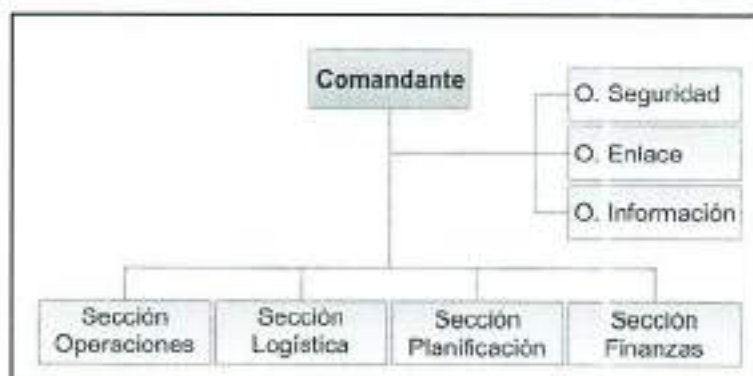 Comandante
O. Seguridad
O. Enlace
O. Información
Sección
Operaciones
Sección
Logística
Sección
Planificación
Sección
Finanzas